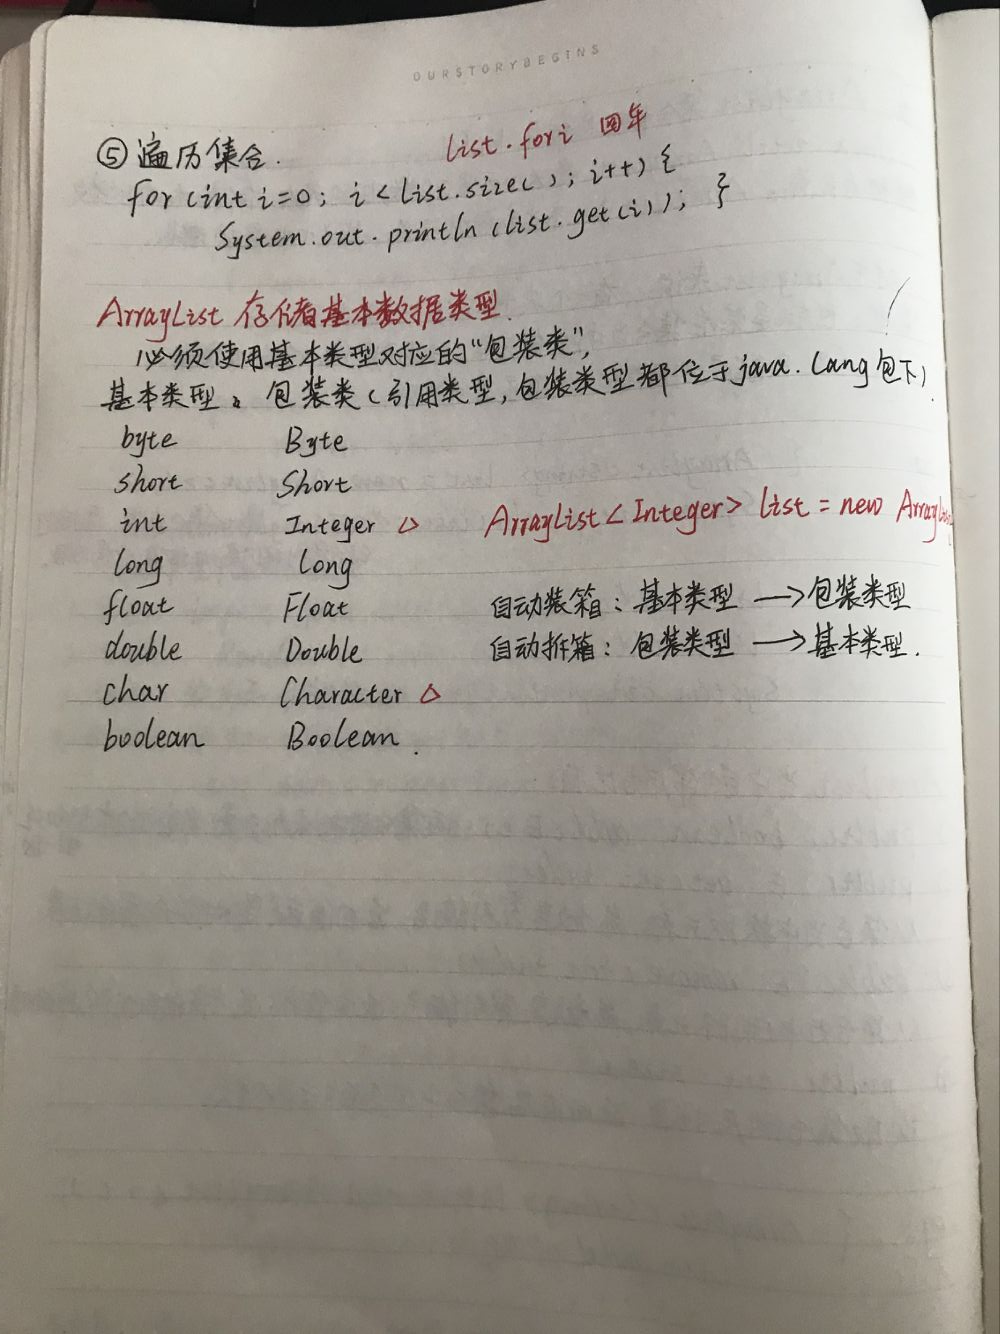 OURSTORYBEGINS
list.fori 回车
⑤遍历集合.
for (int i=0; i < list.size( ); i++) {
System.out.println (list.get(i)); }
ArrayList 存储基本数据类型.
必须使用基本类型对应的"包装类",
基本类型。 包装类(引用类型,包装类型都位于java.lang包下)
byte Byte
short Short
int Integer △ ArrayList<Integer> list = new ArrayList
long Long
float Float 自动装箱: 基本类型 → 包装类型
double Double 自动拆箱: 包装类型 → 基本类型.
char Character △
boolean Boolean.